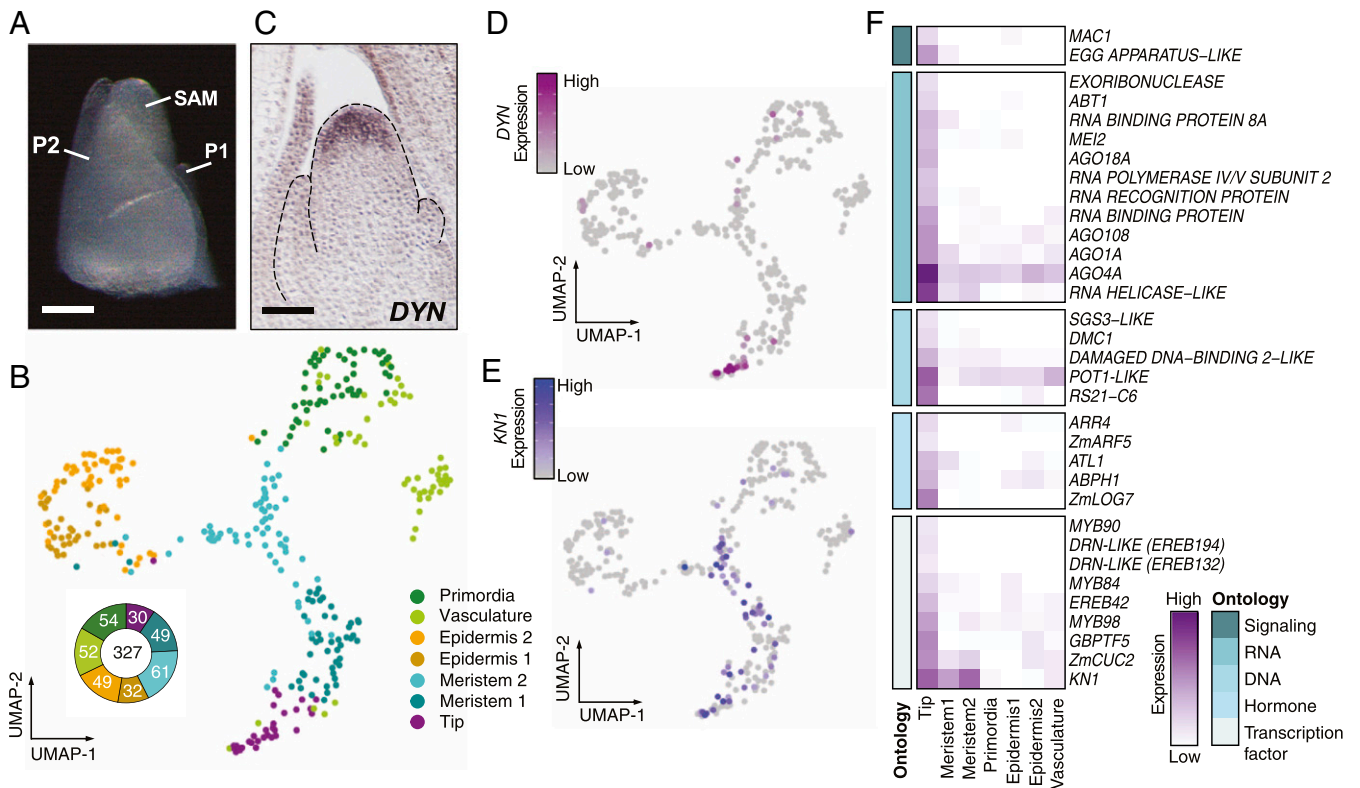 A
SAM
P2
P1
C
DYN
D
High
DYN
Expression
Low
UMAP-2
UMAP-1
B
54
30
49
61
32
49
52
327
Primordia
Vasculature
Epidermis 2
Epidermis 1
Meristem 2
Meristem 1
Tip
UMAP-2
UMAP-1
E
High
KN1
Expression
Low
UMAP-2
UMAP-1
F
MAC1
EGG APPARATUS–LIKE
EXORIBONUCLEASE
ABT1
RNA BINDING PROTEIN 8A
MEI2
AGO18A
RNA POLYMERASE IV/V SUBUNIT 2
RNA RECOGNITION PROTEIN
RNA BINDING PROTEIN
AGO108
AGO1A
AGO4A
RNA HELICASE–LIKE
SGS3–LIKE
DMC1
DAMAGED DNA–BINDING 2–LIKE
POT1-LIKE
RS21–C6
ARR4
ZmARF5
ATL1
ABPH1
ZmLOG7
MYB90
DRN-LIKE (EREB194)
DRN-LIKE (EREB132)
MYB84
EREB42
MYB98
GBPTF5
ZmCUC2
KN1
Ontology
Tip
Meristem1
Meristem2
Primordia
Epidermis1
Epidermis2
Vasculature
High
Expression
Low
Ontology
Signaling
RNA
DNA
Hormone
Transcription
factor